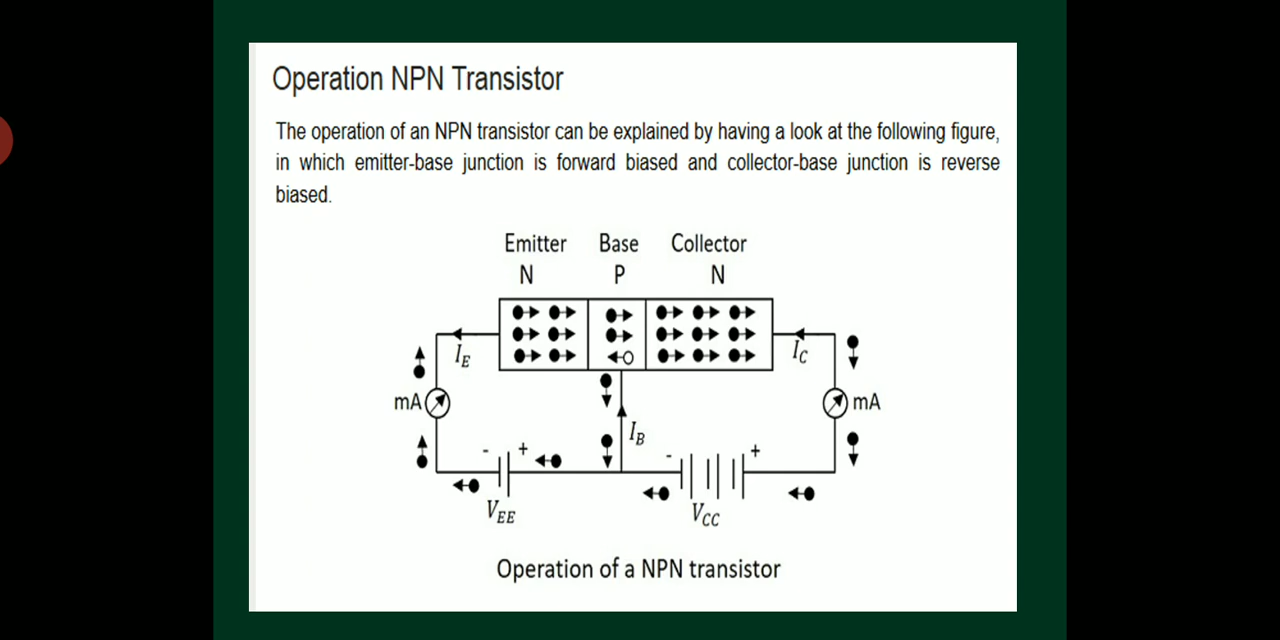 Operation NPN Transistor
The operation of an NPN transistor can be explained by having a look at the following figure,
in which emitter-base junction is forward biased and collector-base junction is reverse
biased.
Emitter Base Collector
N P N
I_E I_C
mA mA
I_B
- + - +
V_EE V_CC
Operation of a NPN transistor